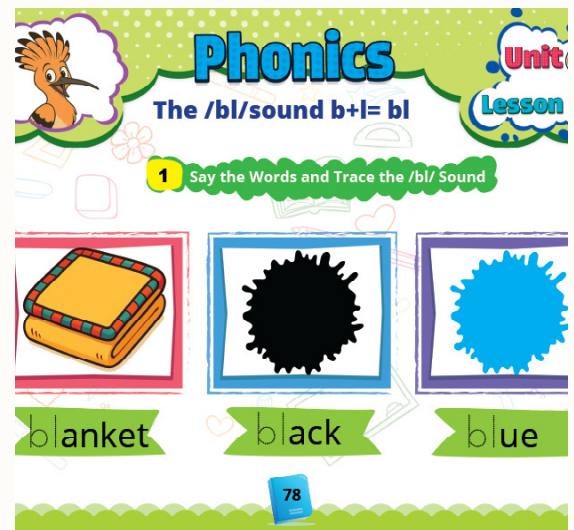 Phonics
Unit
The /bl/sound b+l= bl
Lesson
1 Say the Words and Trace the /bl/ Sound
blanket black blue
78